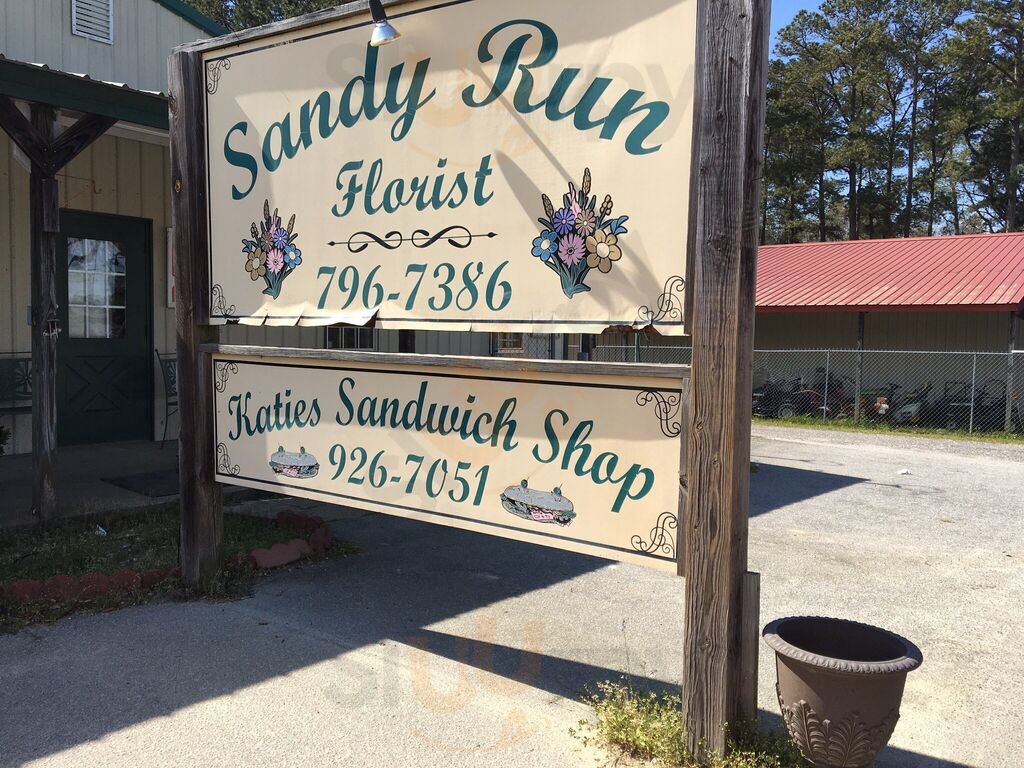 Sandy Run
Florist
796-7386
Katies Sandwich Shop
926-7051